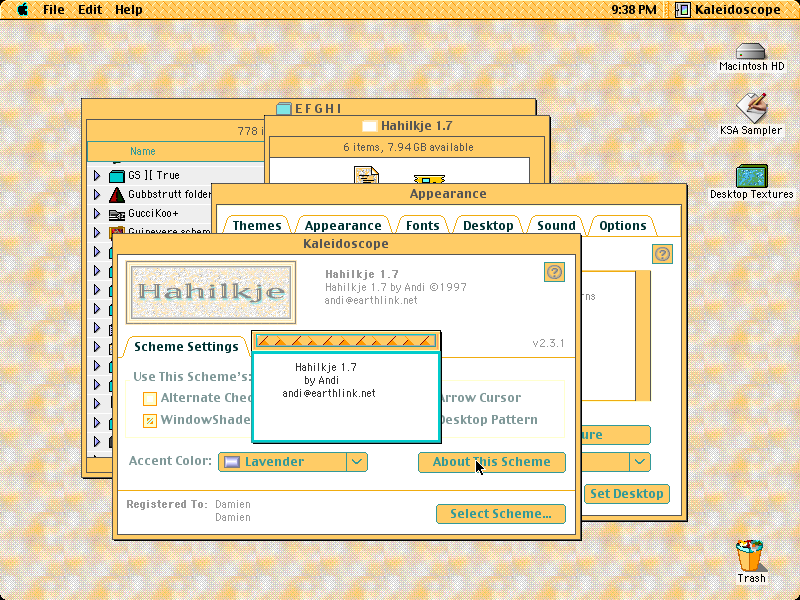 File Edit Help
9:38 PM Kaleidoscope
Macintosh HD
KSA Sampler
Desktop Textures
Trash
E F G H I
778 i
Name
GS ][ True
Gubbstrutt folder
GucciKoo+
Guinevere schem
Hahilkje 1.7
6 items, 7.94 GB available
Appearance
Themes Appearance Fonts Desktop Sound Options
?
rns
ure
Set Desktop
Kaleidoscope
Hahilkje
Hahilkje 1.7
Hahilkje 1.7 by Andi ©1997
andi@earthlink.net
?
v2.3.1
Scheme Settings
Use This Scheme's:
Alternate Chec
WindowShade
Arrow Cursor
Desktop Pattern
Hahilkje 1.7
by Andi
andi@earthlink.net
Accent Color: Lavender
About This Scheme
Registered To: Damien
Damien
Select Scheme...